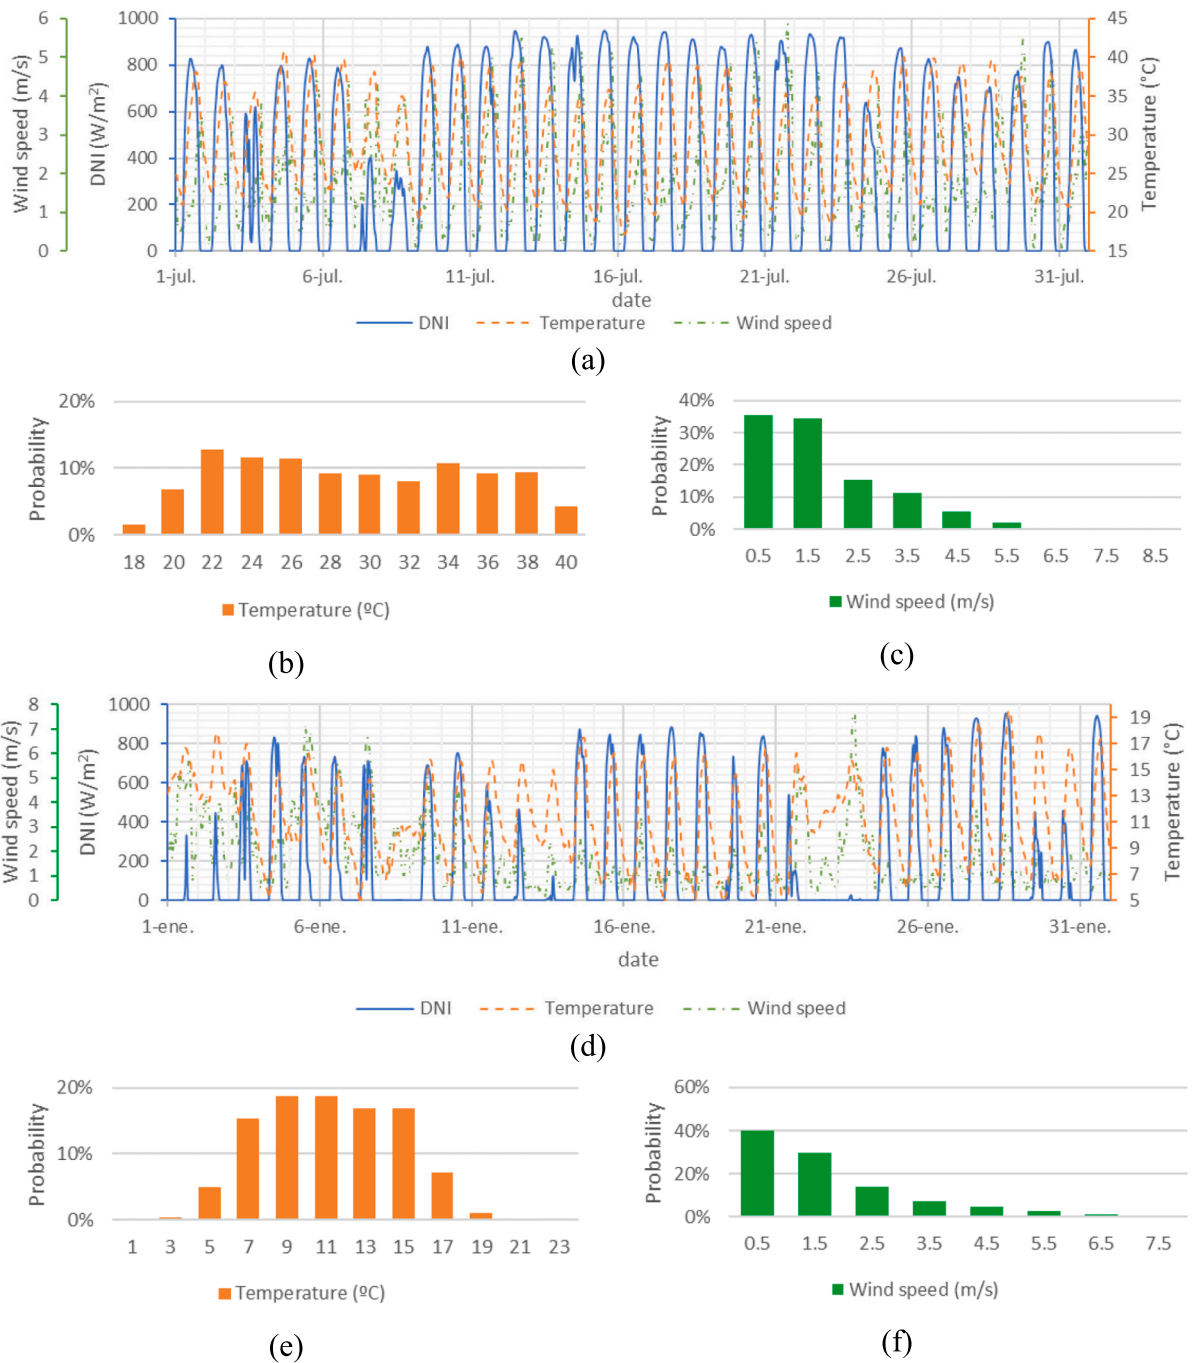 6 1000 45
5 800 40
4 600 35
3 400 30
2 200 25
1 20
0 0 15
Wind speed (m/s)
DNI (W/m²)
Temperature (°C)
1-jul. 6-jul. 11-jul. 16-jul. 21-jul. 26-jul. 31-jul.
date
DNI Temperature Wind speed
(a)
Probability
20%
10%
0%
18 20 22 24 26 28 30 32 34 36 38 40
Temperature (ºC)
(b)
Probability
40%
30%
20%
10%
0%
0.5 1.5 2.5 3.5 4.5 5.5 6.5 7.5 8.5
Wind speed (m/s)
(c)
8 1000 19
7 800 17
6 600 15
5 400 13
4 200 11
3 0 9
2 7
1 5
0
Wind speed (m/s)
DNI (W/m²)
Temperature (°C)
1-ene. 6-ene. 11-ene. 16-ene. 21-ene. 26-ene. 31-ene.
date
DNI Temperature Wind speed
(d)
Probability
20%
10%
0%
1 3 5 7 9 11 13 15 17 19 21 23
Temperature (ºC)
(e)
Probability
60%
40%
20%
0%
0.5 1.5 2.5 3.5 4.5 5.5 6.5 7.5
Wind speed (m/s)
(f)